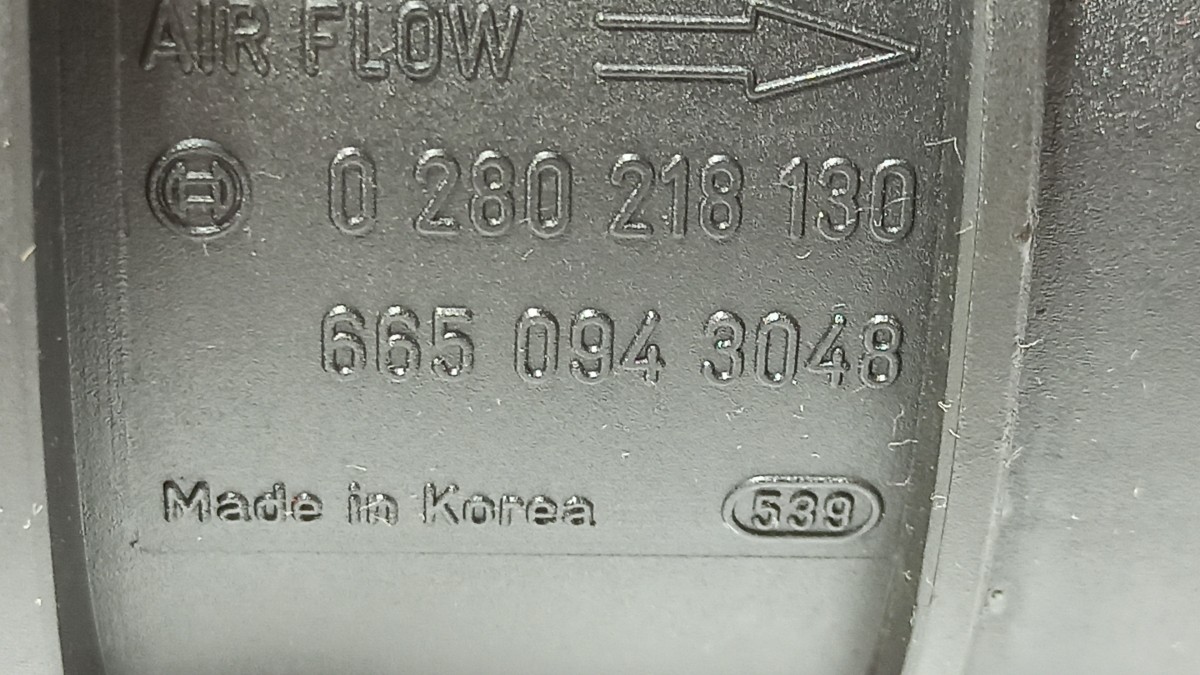 AIR FLOW
0 280 218 130
665 094 3048
Made in Korea 539